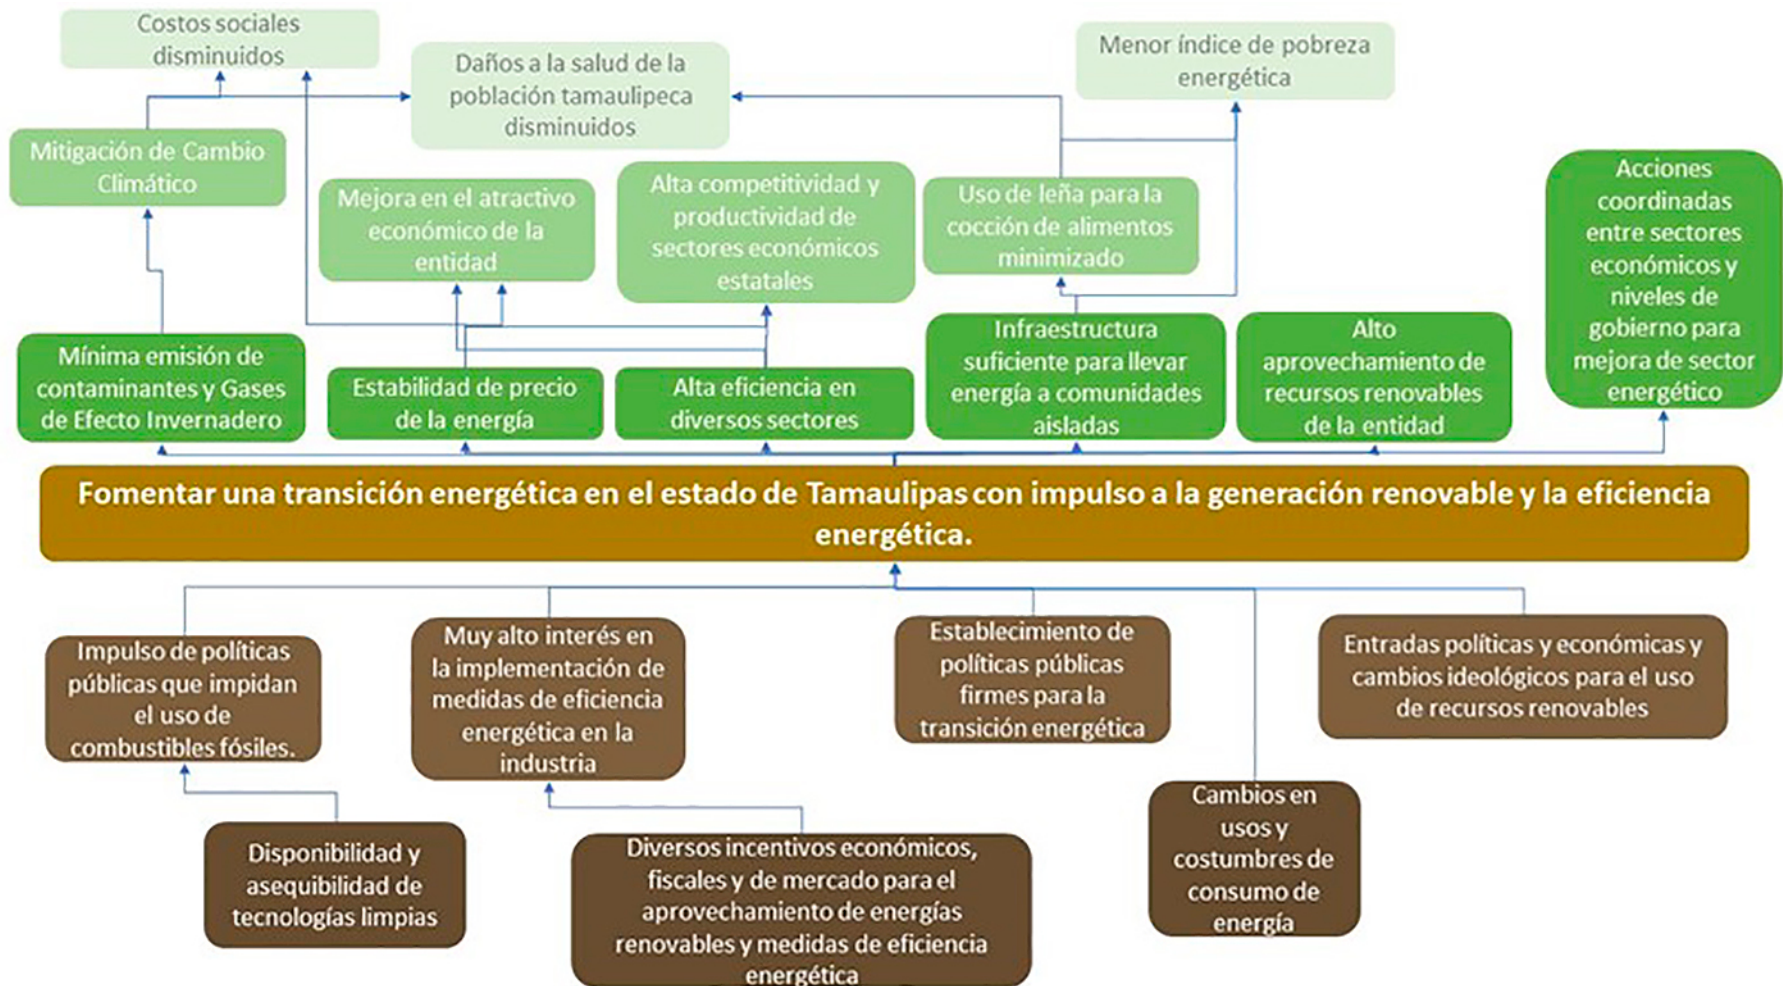 Costos sociales
disminuidos
Daños a la salud de la
población tamaulipeca
disminuidos
Menor índice de pobreza
energética
Mitigación de Cambio
Climático
Mejora en el atractivo
económico de la
entidad
Alta competitividad y
productividad de
sectores económicos
estatales
Uso de leña para la
cocción de alimentos
minimizado
Acciones
coordinadas
entre sectores
económicos y
niveles de
gobierno para
mejora de sector
energético
Mínima emisión de
contaminantes y Gases
de Efecto Invernadero
Estabilidad de precio
de la energía
Alta eficiencia en
diversos sectores
Infraestructura
suficiente para llevar
energía a comunidades
aisladas
Alto
aprovechamiento de
recursos renovables
de la entidad
Fomentar una transición energética en el estado de Tamaulipas con impulso a la generación renovable y la eficiencia
energética.
Impulso de políticas
públicas que impidan
el uso de
combustibles fósiles.
Muy alto interés en
la implementación de
medidas de eficiencia
energética en la
industria
Establecimiento de
políticas públicas
firmes para la
transición energética
Entradas políticas y económicas y
cambios ideológicos para el uso
de recursos renovables
Disponibilidad y
asequibilidad de
tecnologías limpias
Diversos incentivos económicos,
fiscales y de mercado para el
aprovechamiento de energías
renovables y medidas de eficiencia
energética
Cambios en
usos y
costumbres de
consumo de
energía